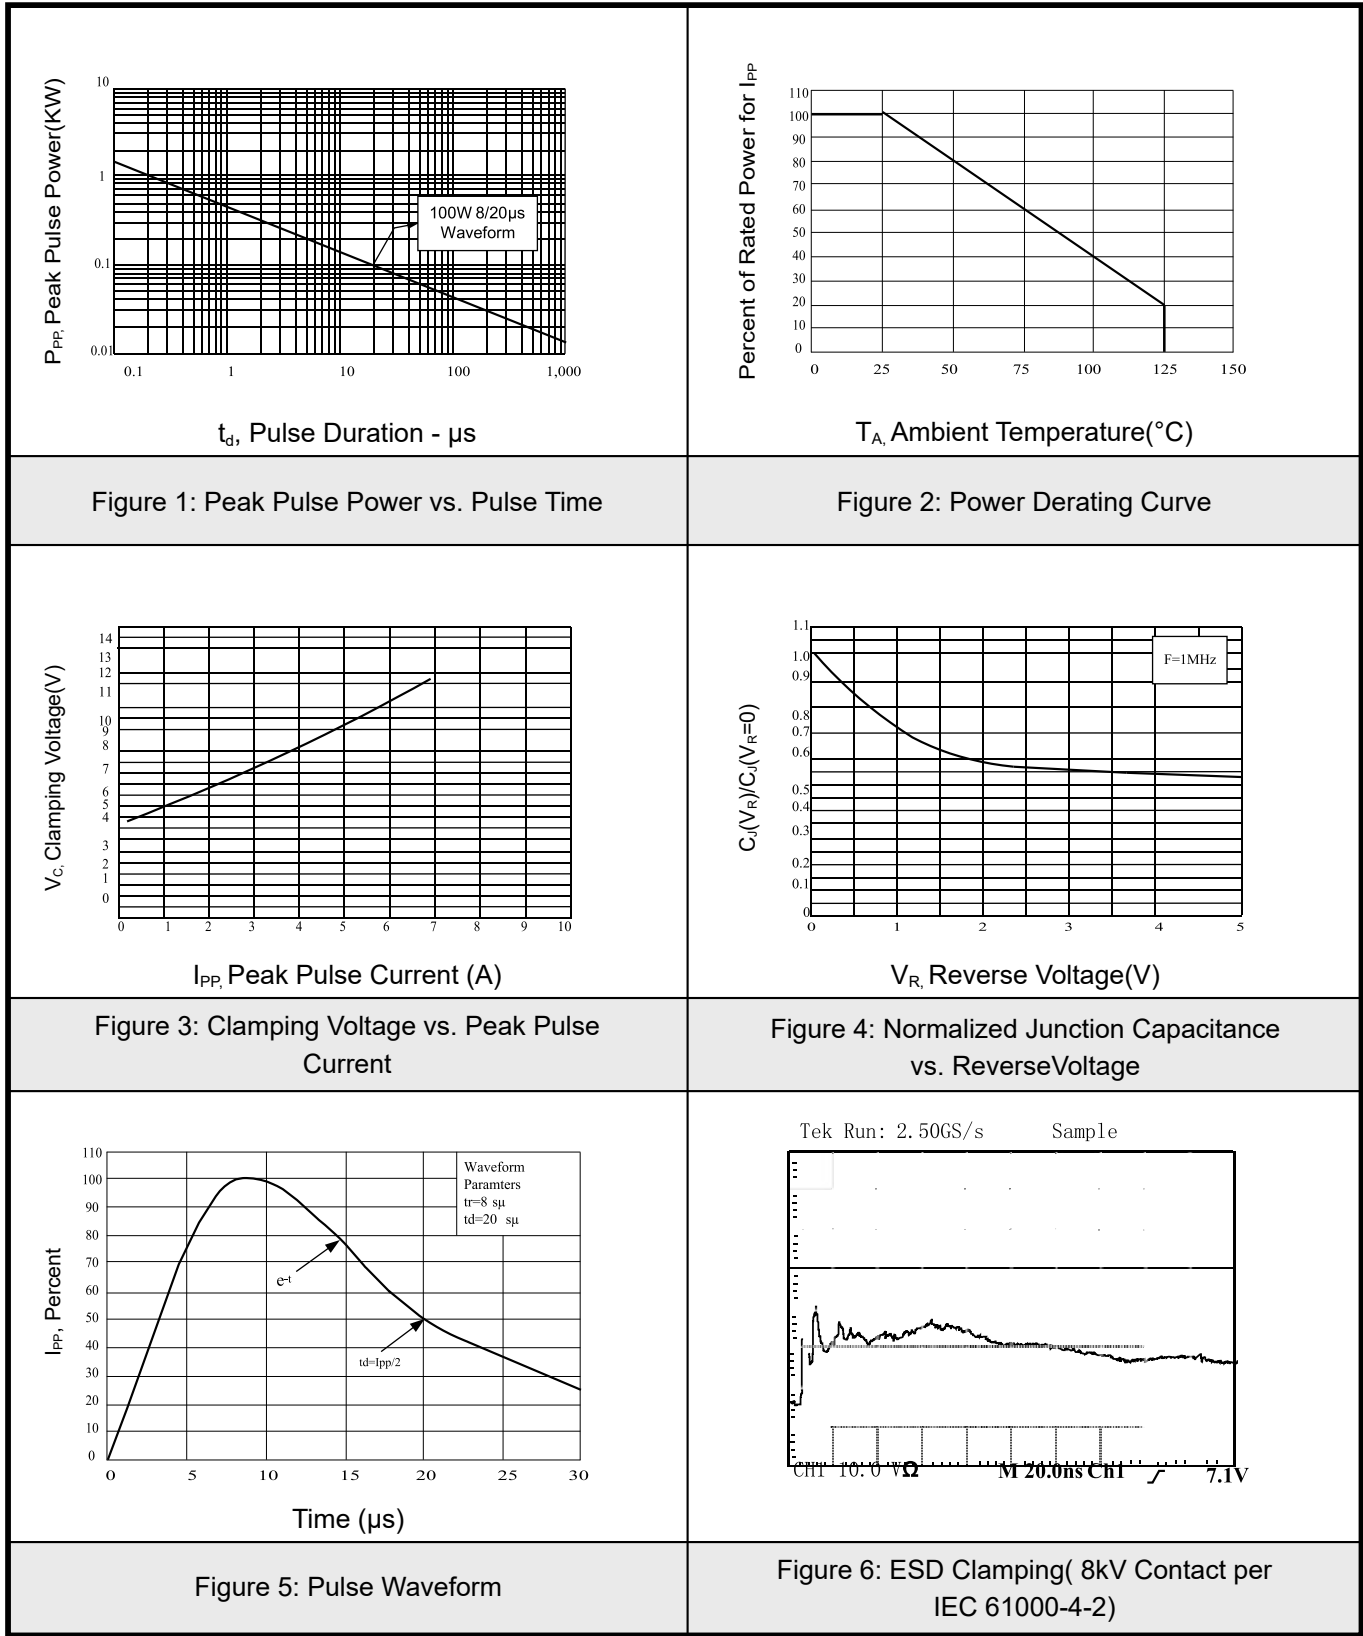 PPP, Peak Pulse Power(KW)
10
1
0.1
0.01
100W 8/20μs
Waveform
0.1 1 10 100 1,000
td, Pulse Duration - μs
Figure 1: Peak Pulse Power vs. Pulse Time
Percent of Rated Power for IPP
110
100
90
80
70
60
50
40
30
20
10
0
0 25 50 75 100 125 150
TA, Ambient Temperature(°C)
Figure 2: Power Derating Curve
VC, Clamping Voltage(V)
14
13
12
11
10
9
8
7
6
5
4
3
2
1
0
0 1 2 3 4 5 6 7 8 9 10
IPP, Peak Pulse Current (A)
Figure 3: Clamping Voltage vs. Peak Pulse
Current
CJ(VR)/CJ(VR=0)
1.1
1.0
0.9
0.8
0.7
0.6
0.5
0.4
0.3
0.2
0.1
0
F=1MHz
0 1 2 3 4 5
VR, Reverse Voltage(V)
Figure 4: Normalized Junction Capacitance
vs. ReverseVoltage
IPP, Percent
110
100
90
80
70
60
50
40
30
20
10
0
Waveform
Paramters
tr=8 sμ
td=20 sμ
e-t
td=Ipp/2
0 5 10 15 20 25 30
Time (μs)
Figure 5: Pulse Waveform
Tek Run: 2.50GS/s Sample
CH1 10.0 VΩ M 20.0ns Ch1 7.1V
Figure 6: ESD Clamping( 8kV Contact per
IEC 61000-4-2)